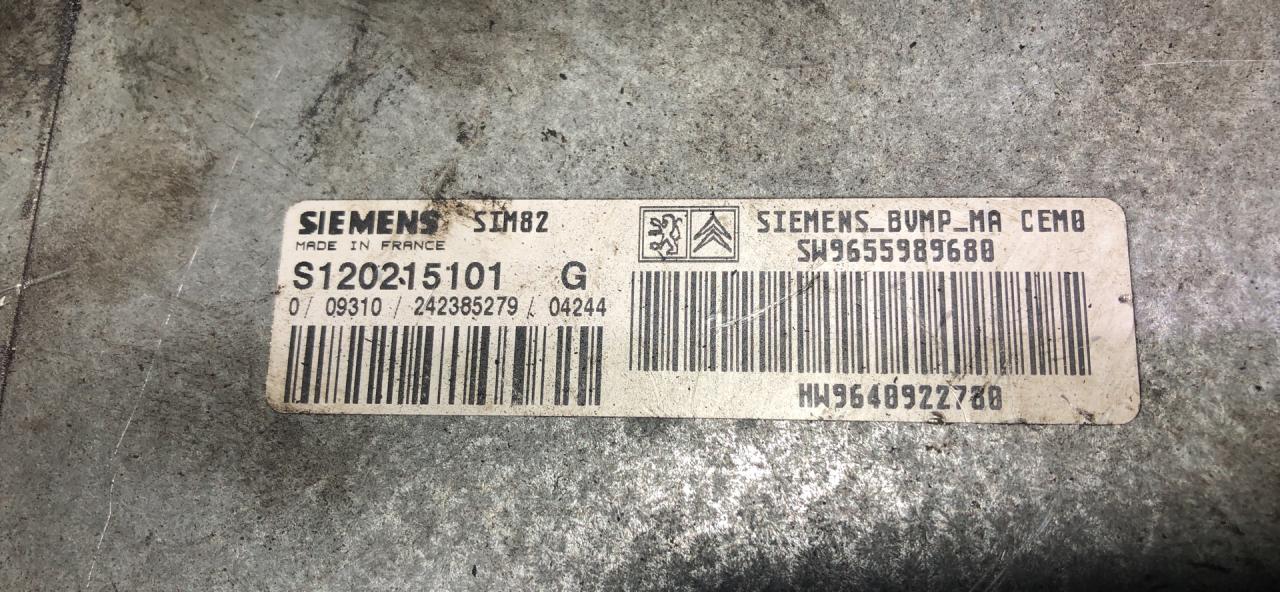 SIEMENS SIM82
MADE IN FRANCE
S120215101 G
0/ 09310 / 242385279 / 04244
SIEMENS_BVMP_MA CEM0
SW9655989680
HW9640922780